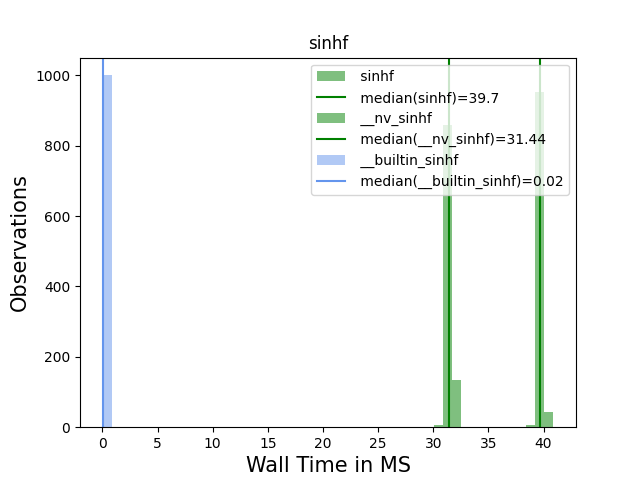 sinhf
1000
800
600
400
200
0
Observations
sinhf
median(sinhf)=39.7
__nv_sinhf
median(__nv_sinhf)=31.44
__builtin_sinhf
median(__builtin_sinhf)=0.02
0 5 10 15 20 25 30 35 40
Wall Time in MS